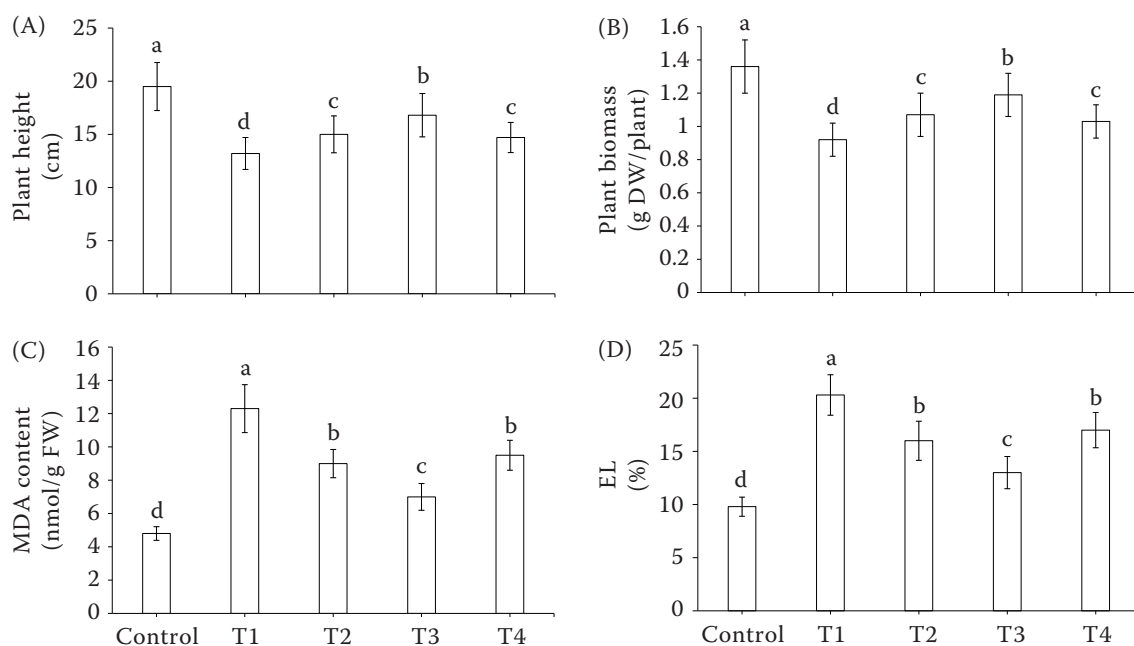 (A)
Plant height
(cm)
25
20
15
10
5
0
a
d
c
b
c
(B)
Plant biomass
(g DW/plant)
1.6
1.4
1.2
1
0.8
0.6
0.4
0.2
0
a
d
c
b
c
(C)
MDA content
(nmol/g FW)
16
14
12
10
8
6
4
2
0
d
a
b
c
b
Control T1 T2 T3 T4
(D)
EL
(%)
25
20
15
10
5
0
d
a
b
c
b
Control T1 T2 T3 T4